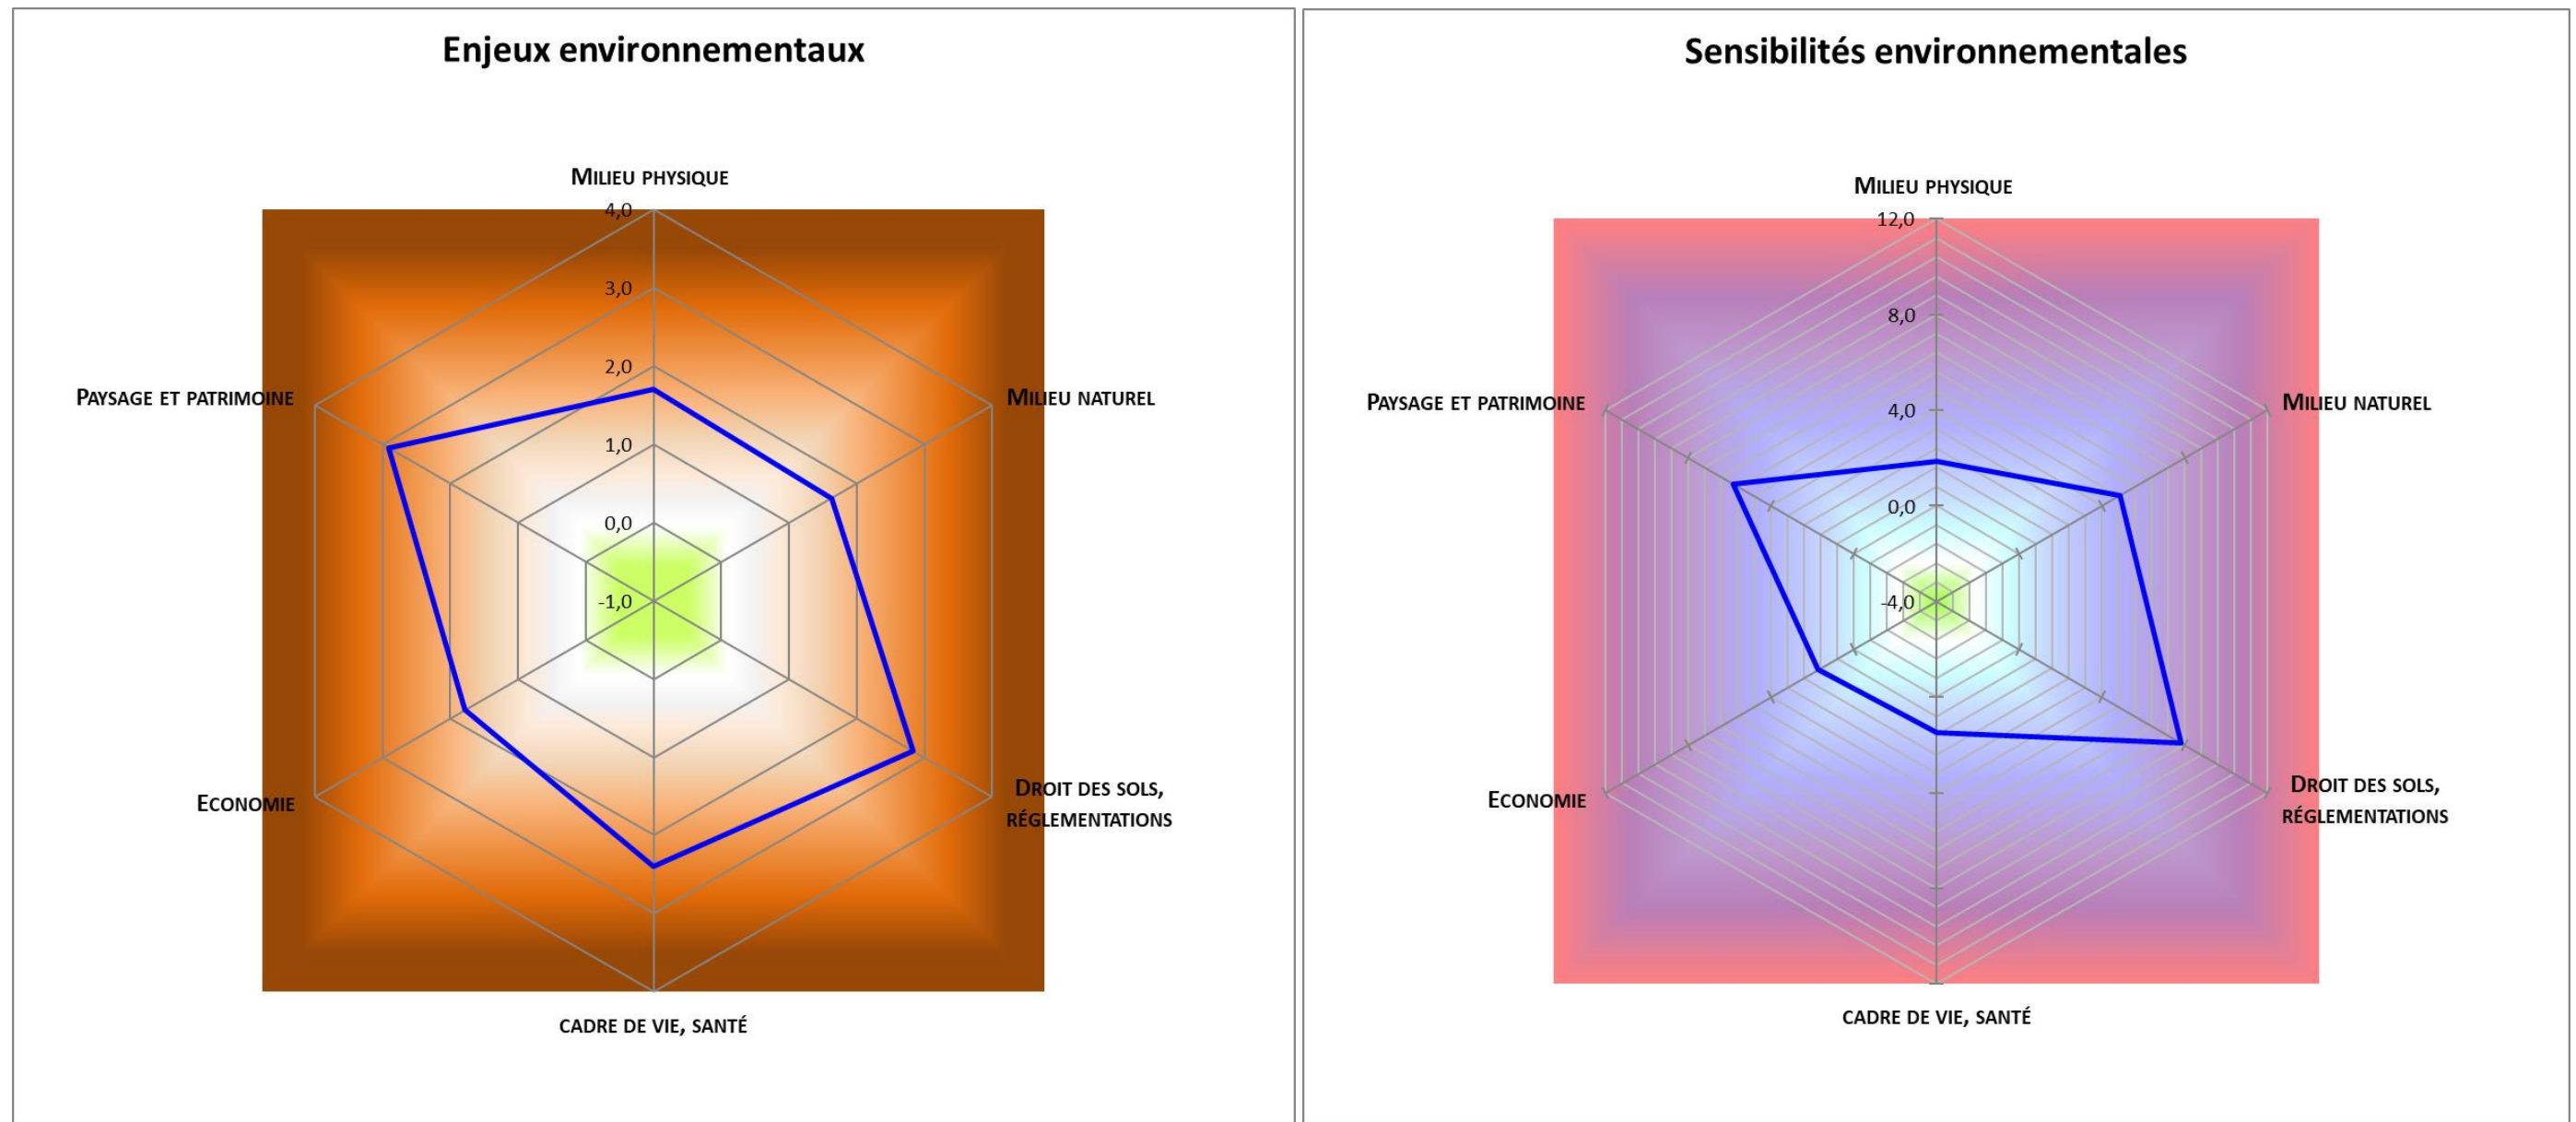 Enjeux environnementaux
MILIEU PHYSIQUE
4,0
3,0
2,0
1,0
0,0
-1,0
PAYSAGE ET PATRIMOINE
MILIEU NATUREL
ECONOMIE
DROIT DES SOLS,
RÉGLEMENTATIONS
CADRE DE VIE, SANTÉ
Sensibilités environnementales
MILIEU PHYSIQUE
12,0
8,0
4,0
0,0
-4,0
PAYSAGE ET PATRIMOINE
MILIEU NATUREL
ECONOMIE
DROIT DES SOLS,
RÉGLEMENTATIONS
CADRE DE VIE, SANTÉ